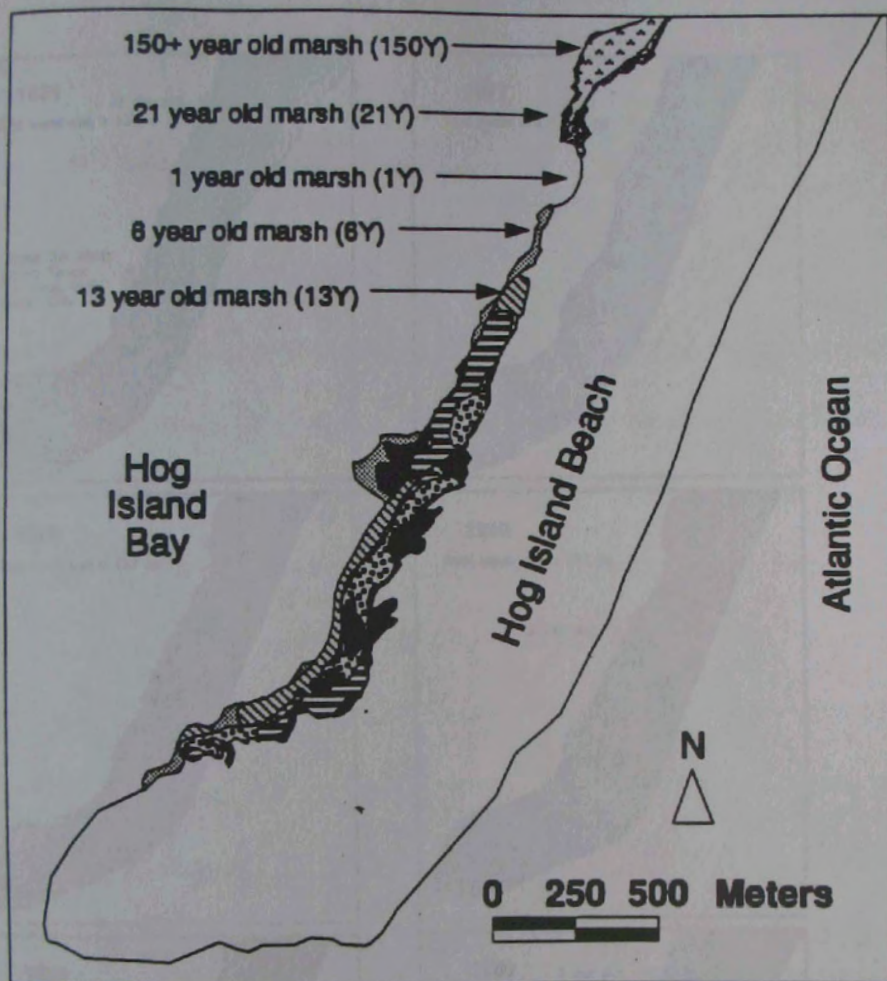 150+ year old marsh (150Y)
21 year old marsh (21Y)
1 year old marsh (1Y)
6 year old marsh (6Y)
13 year old marsh (13Y)
Hog
Island
Bay
Hog Island Beach
Atlantic Ocean
N
0 250 500 Meters